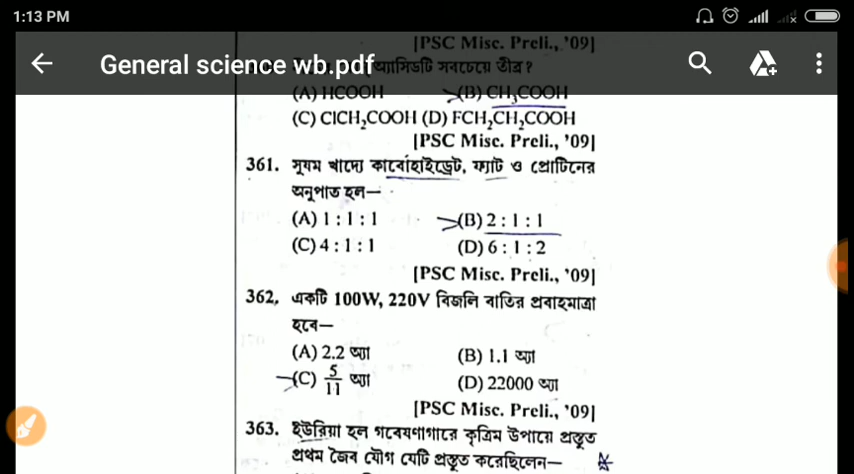 1:13 PM
[PSC Misc. Preli., '09]
General science wb.pdf
অ্যাসিডটি সবচেয়ে তীব্র?
(A) HCOOH (B) CH₃COOH
(C) ClCH₂COOH (D) FCH₂CH₂COOH
[PSC Misc. Preli., '09]
361. সুষম খাদ্যে কার্বোহাইড্রেট, ফ্যাট ও প্রোটিনের
অনুপাত হল—
(A) 1 : 1 : 1 (B) 2 : 1 : 1
(C) 4 : 1 : 1 (D) 6 : 1 : 2
[PSC Misc. Preli., '09]
362. একটি 100W, 220V বিজলি বাতির প্রবাহমাত্রা
হবে—
(A) 2.2 অ্যা (B) 1.1 অ্যা
(C) 5/11 অ্যা (D) 22000 অ্যা
[PSC Misc. Preli., '09]
363. ইউরিয়া হল গবেষণাগারে কৃত্রিম উপায়ে প্রস্তুত
প্রথম জৈব যৌগ যেটি প্রস্তুত করেছিলেন—